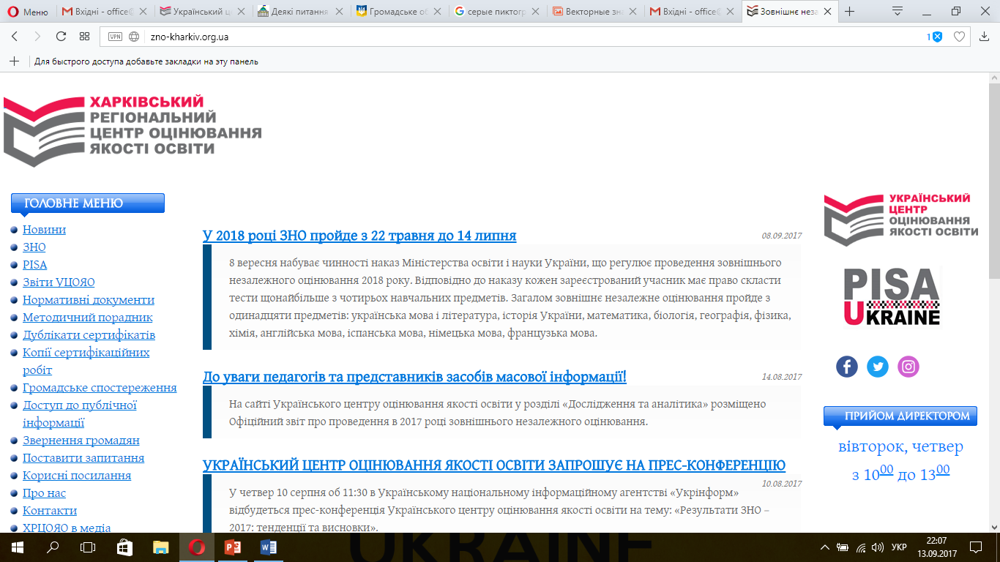 Меню
Вхідні - office@
Український ц
Деякі питання
Громадське об
серые пиктогр
Векторные зна
Вхідні - office@
Зовнішнє неза
VPN
zno-kharkiv.org.ua
1
Для быстрого доступа добавьте закладки на эту панель
ХАРКІВСЬКИЙ
РЕГІОНАЛЬНИЙ
ЦЕНТР ОЦІНЮВАННЯ
ЯКОСТІ ОСВІТИ
ГОЛОВНЕ МЕНЮ
Новини
ЗНО
PISA
Звіти УЦОЯО
Нормативні документи
Методичний порадник
Дублікати сертифікатів
Копії сертифікаційних
робіт
Громадське спостереження
Доступ до публічної
інформації
Звернення громадян
Поставити запитання
Корисні посилання
Про нас
Контакти
ХРЦОЯО в медіа
У 2018 році ЗНО пройде з 22 травня до 14 липня
08.09.2017
8 вересня набуває чинності наказ Міністерства освіти і науки України, що регулює проведення зовнішнього
незалежного оцінювання 2018 року. Відповідно до наказу кожен зареєстрований учасник має право скласти
тести щонайбільше з чотирьох навчальних предметів. Загалом зовнішнє незалежне оцінювання пройде з
одинадцяти предметів: українська мова і література, історія України, математика, біологія, географія, фізика,
хімія, англійська мова, іспанська мова, німецька мова, французька мова.
До уваги педагогів та представників засобів масової інформації!
14.08.2017
На сайті Українського центру оцінювання якості освіти у розділі «Дослідження та аналітика» розміщено
Офіційний звіт про проведення в 2017 році зовнішнього незалежного оцінювання.
УКРАЇНСЬКИЙ ЦЕНТР ОЦІНЮВАННЯ ЯКОСТІ ОСВІТИ ЗАПРОШУЄ НА ПРЕС-КОНФЕРЕНЦІЮ
10.08.2017
У четвер 10 серпня об 11:30 в Українському національному інформаційному агентстві «Укрінформ»
відбудеться прес-конференція Українського центру оцінювання якості освіти на тему: «Результати ЗНО –
2017: тенденції та висновки».
УКРАЇНСЬКИЙ
ЦЕНТР
ОЦІНЮВАННЯ
ЯКОСТІ ОСВІТИ
PISA
UKRAINE
ПРИЙОМ ДИРЕКТОРОМ
вівторок, четвер
з 10⁰⁰ до 13⁰⁰
UKRAINE
УКР
22:07
13.09.2017